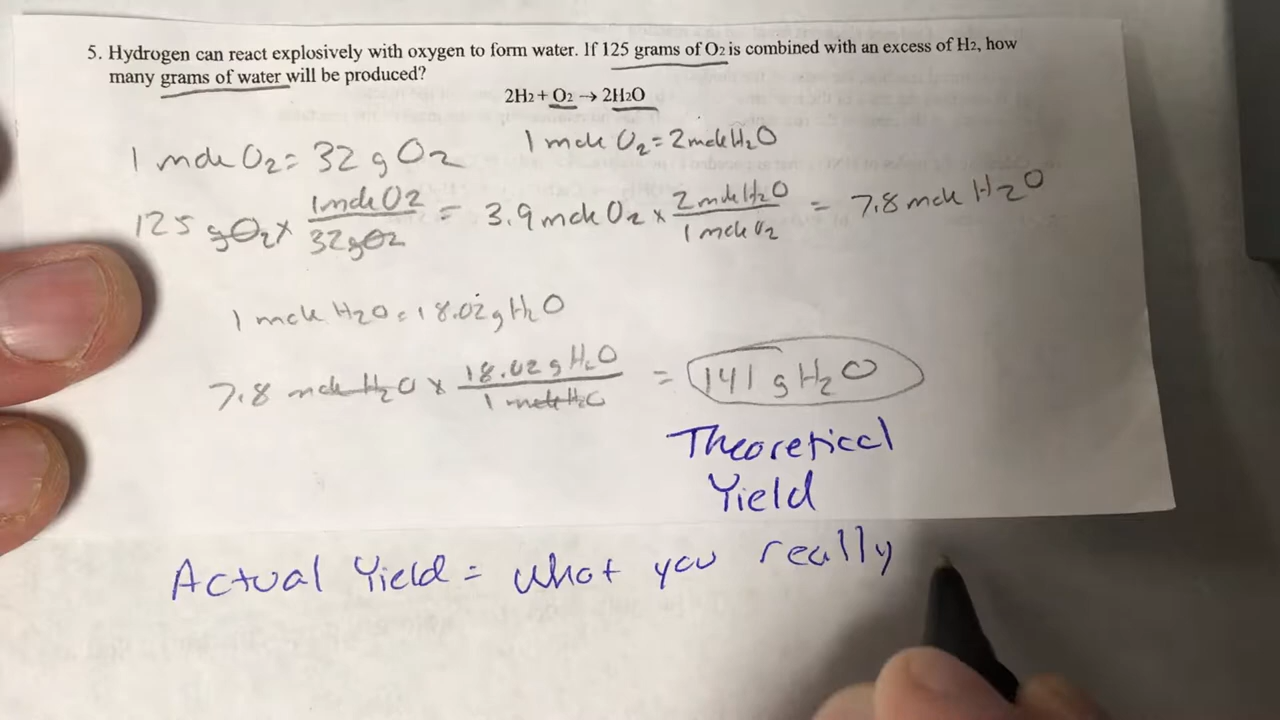 5. Hydrogen can react explosively with oxygen to form water. If 125 grams of O2 is combined with an excess of H2, how
many grams of water will be produced?
2H2 + O2 → 2H2O
1 mole O2 = 32 g O2
1 mole O2 = 2 mole H2O
125 gO2 x 1 mole O2 / 32 gO2 = 3.9 mole O2 x 2 mole H2O / 1 mole O2 = 7.8 mole H2O
1 mole H2O = 18.02 g H2O
7.8 mole H2O x 18.02 g H2O / 1 mole H2O = 141 g H2O
Theoretical
Yield
Actual Yield = what you really